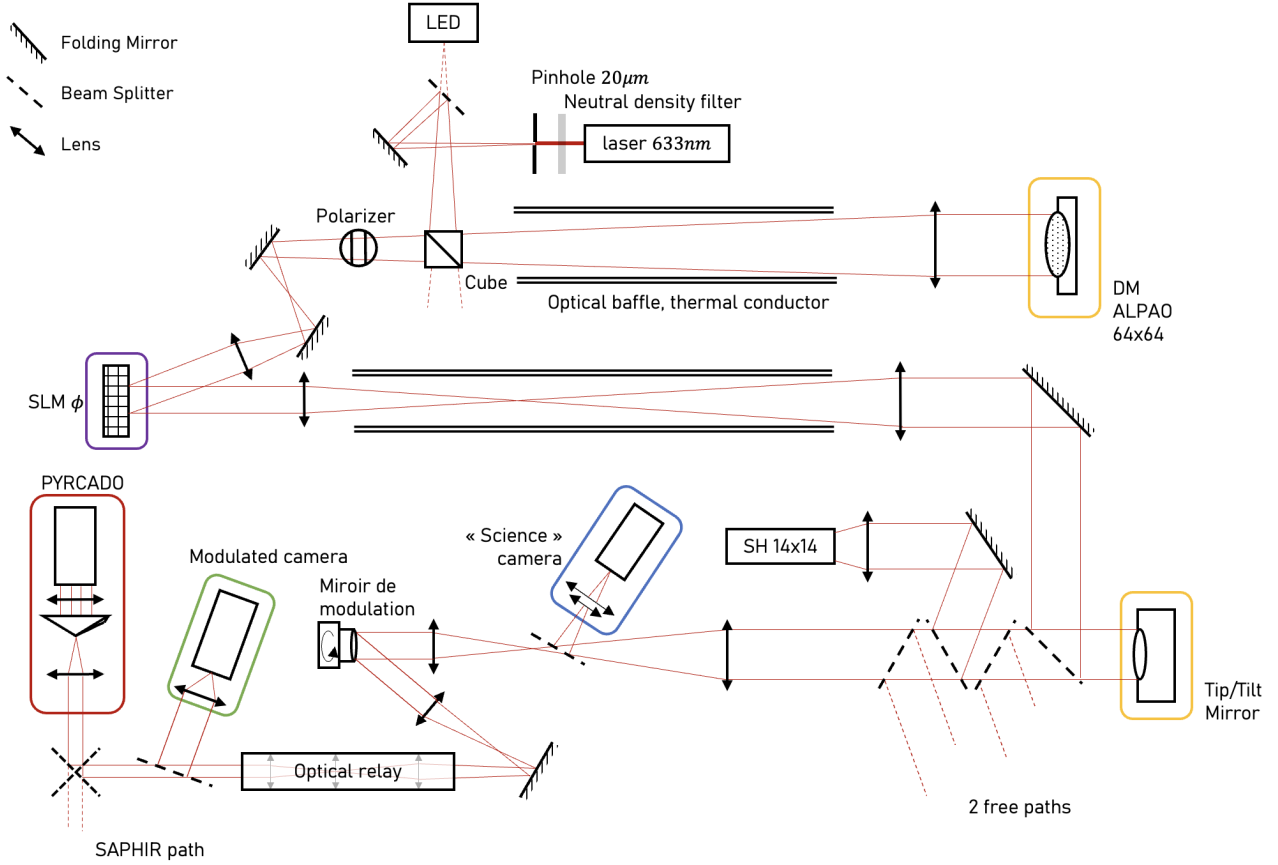 LED
Folding Mirror
Beam Splitter
Lens
Pinhole 20μm
Neutral density filter
laser 633nm
Polarizer
Cube
Optical baffle, thermal conductor
DM
ALPAO
64x64
SLM ϕ
PYRCADO
Modulated camera
Miroir de
modulation
« Science »
camera
SH 14x14
Tip/Tilt
Mirror
Optical relay
2 free paths
SAPHIR path